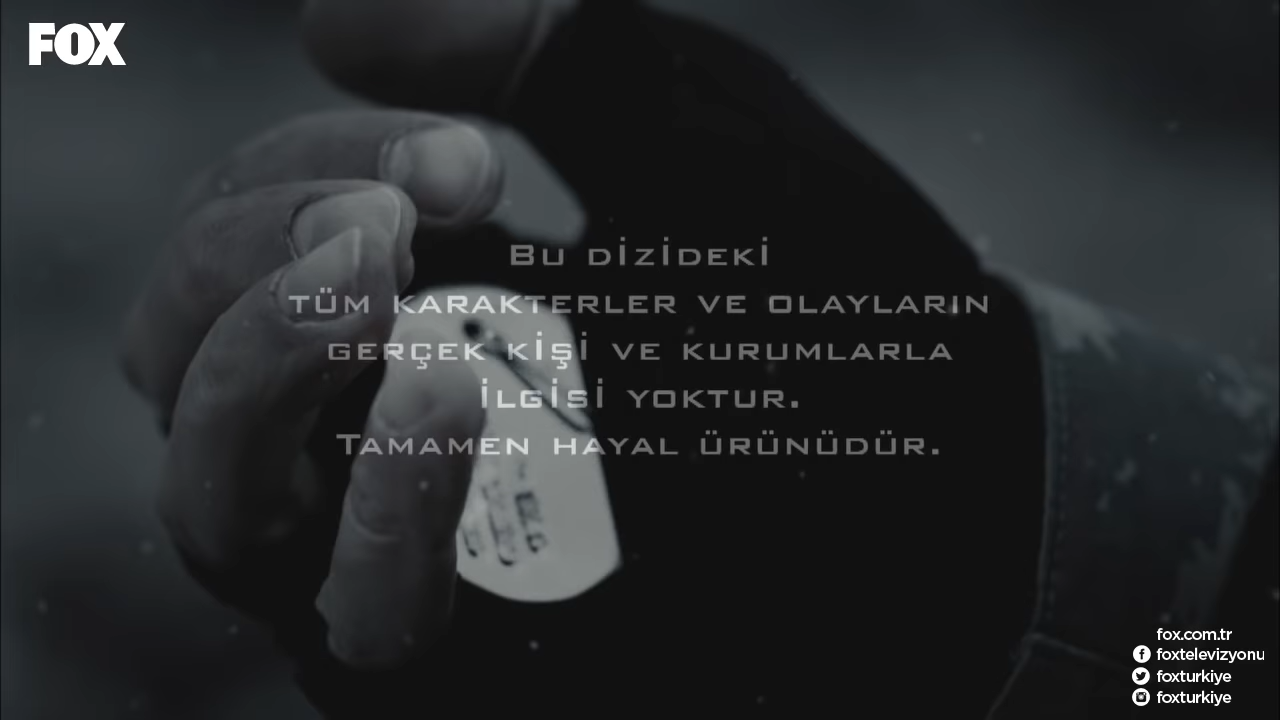 FOX
Bu dizideki
tüm karakterler ve olayların
gerçek kişi ve kurumlarla
ilgisi yoktur.
Tamamen hayal ürünüdür.
fox.com.tr
foxtelevizyonu
foxturkiye
foxturkiye